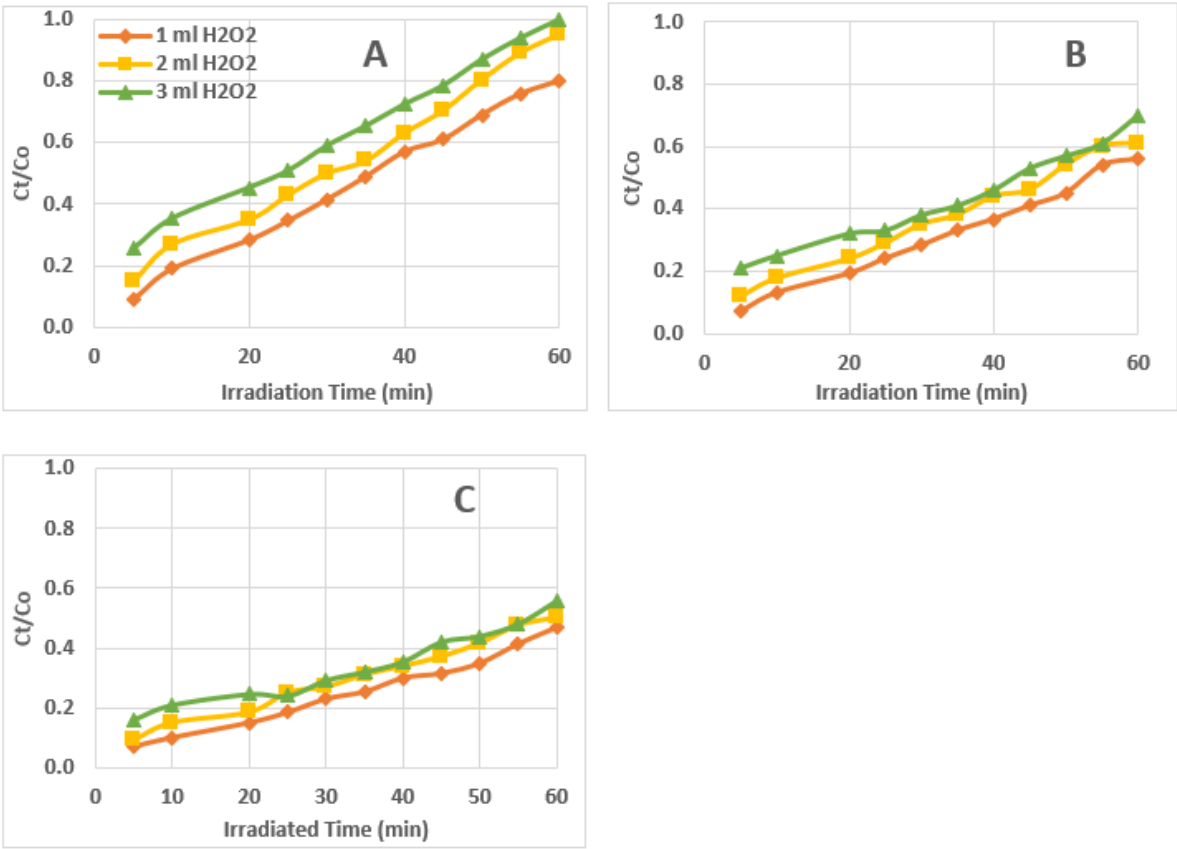 1.0
0.8
0.6
0.4
0.2
0.0
Ct/Co
1 ml H2O2
2 ml H2O2
3 ml H2O2
A
0 20 40 60
Irradiation Time (min)
1.0
0.8
0.6
0.4
0.2
0.0
Ct/Co
B
0 20 40 60
Irradiation Time (min)
1.0
0.8
0.6
0.4
0.2
0.0
Ct/Co
C
0 10 20 30 40 50 60
Irradiated Time (min)